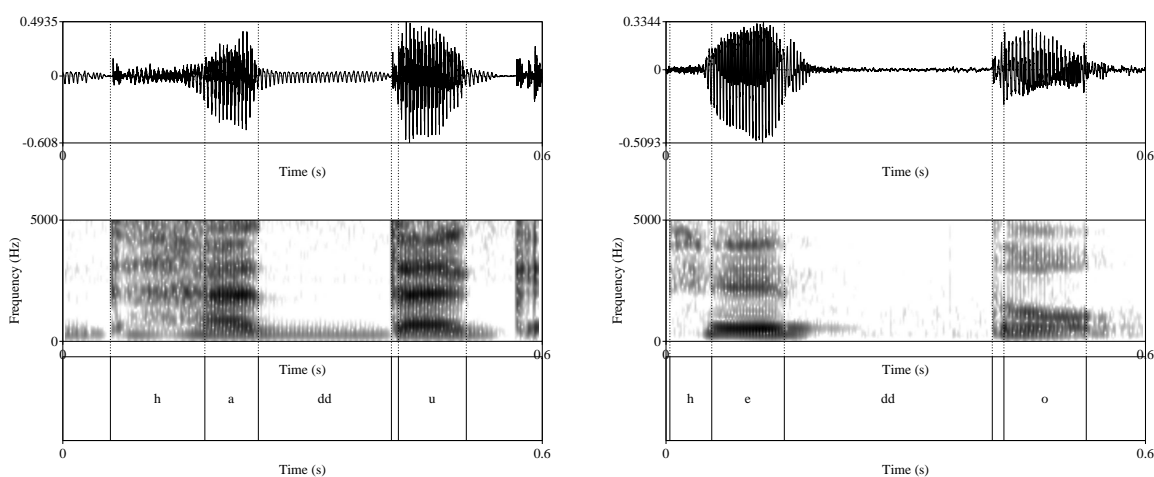 0.4935
0
-0.608
0 0.6
Time (s)
5000
Frequency (Hz)
0
0 0.6
Time (s)
h a dd u
0 0.6
Time (s)
0.3344
0
-0.5093
0 0.6
Time (s)
5000
Frequency (Hz)
0
0 0.6
Time (s)
h e dd o
0 0.6
Time (s)